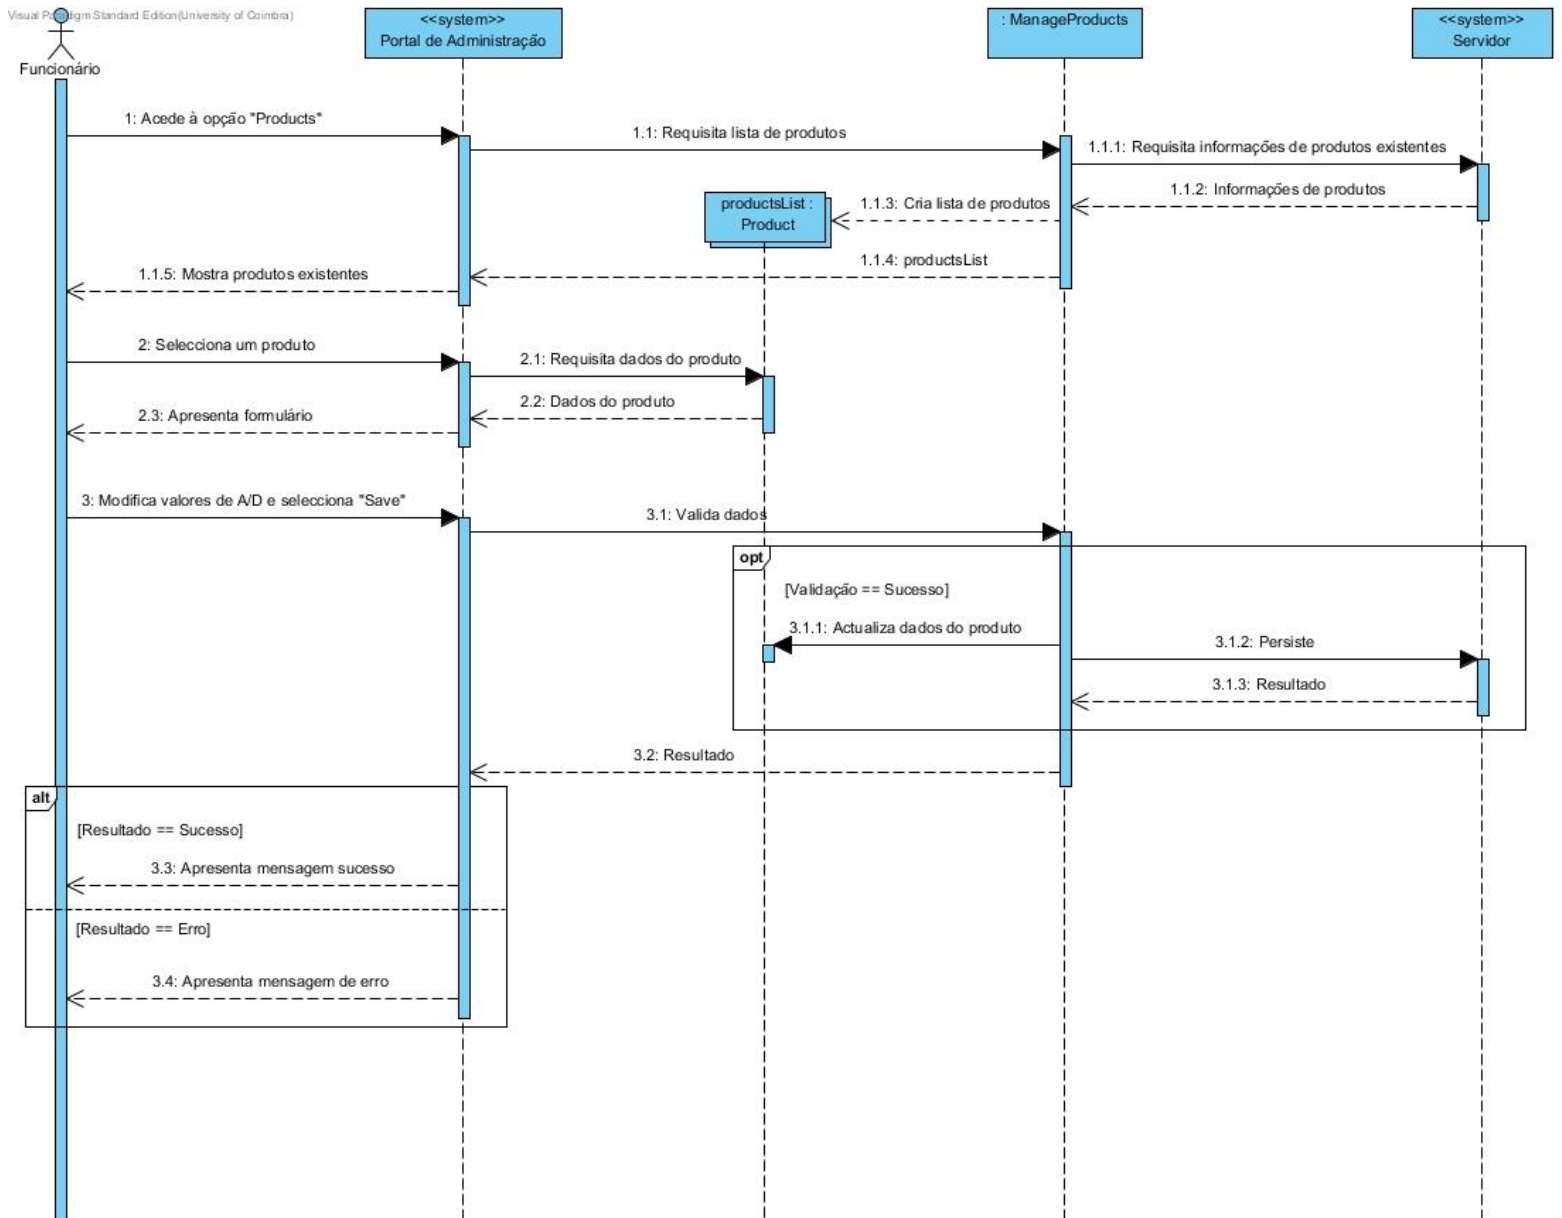 Visual Paradigm Standard Edition(University of Coimbra)
Funcionário
<<system>>
Portal de Administração
: ManageProducts
<<system>>
Servidor
1: Acede à opção "Products"
1.1: Requisita lista de produtos
1.1.1: Requisita informações de produtos existentes
1.1.2: Informações de produtos
productsList :
Product
1.1.3: Cria lista de produtos
1.1.4: productsList
1.1.5: Mostra produtos existentes
2: Selecciona um produto
2.1: Requisita dados do produto
2.2: Dados do produto
2.3: Apresenta formulário
3: Modifica valores de A/D e selecciona "Save"
3.1: Valida dados
opt
[Validação == Sucesso]
3.1.1: Actualiza dados do produto
3.1.2: Persiste
3.1.3: Resultado
3.2: Resultado
alt
[Resultado == Sucesso]
3.3: Apresenta mensagem sucesso
[Resultado == Erro]
3.4: Apresenta mensagem de erro